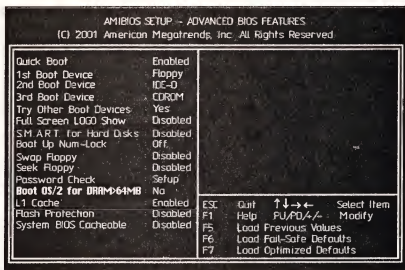 AMIBIOS SETUP - ADVANCED BIOS FEATURES
(C) 2001 American Megatrends, Inc. All Rights Reserved
Quick Boot Enabled
1st Boot Device Floppy
2nd Boot Device IDE-0
3rd Boot Device CDROM
Try Other Boot Devices Yes
Full Screen LOGO Show Disabled
S.M.A.R.T. for Hard Disks Disabled
Boot Up Num-Lock Off
Swap Floppy Disabled
Seek Floppy Disabled
Password Check Setup
Boot OS/2 for DRAM>64MB No
L1 Cache Enabled
Flash Protection Disabled
System BIOS Cacheable Disabled
ESC : Quit ↑↓→← : Select Item
F1 : Help PU/PD/+/- : Modify
F5 : Load Previous Values
F6 : Load Fail-Safe Defaults
F7 : Load Optimized Defaults